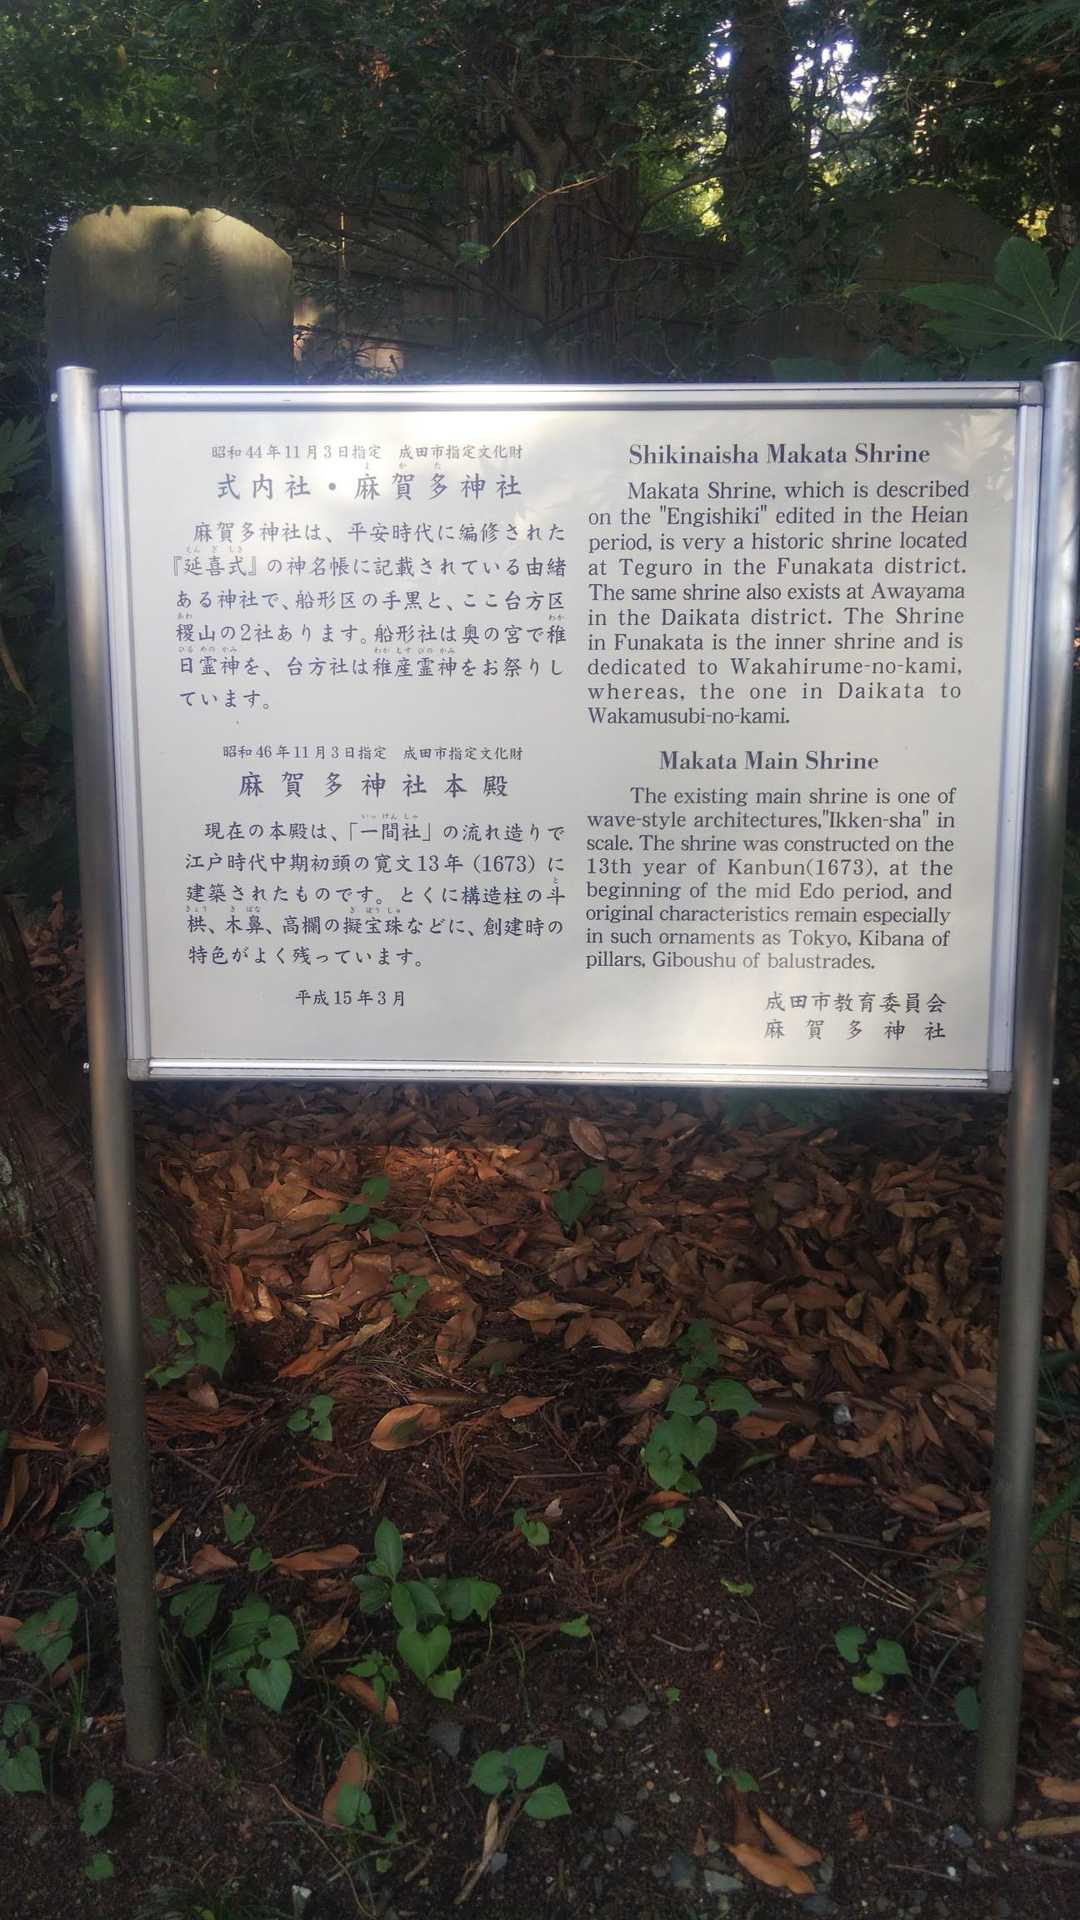 昭和44年11月3日指定　成田市指定文化財
式内社・麻賀多神社
麻賀多神社は、平安時代に編修された
『延喜式』の神名帳に記載されている由緒
ある神社で、船形区の手黒と、ここ台方区
稷山の2社あります。船形社は奥の宮で稚
日霊神を、台方社は稚産霊神をお祭りし
ています。
昭和46年11月3日指定　成田市指定文化財
麻賀多神社本殿
現在の本殿は、「一間社」の流れ造りで
江戸時代中期初頭の寛文13年（1673）に
建築されたものです。とくに構造柱の斗
栱、木鼻、高欄の擬宝珠などに、創建時の
特色がよく残っています。
平成15年3月
Shikinaisha Makata Shrine
Makata Shrine, which is described
on the "Engishiki" edited in the Heian
period, is very a historic shrine located
at Teguro in the Funakata district.
The same shrine also exists at Awayama
in the Daikata district. The Shrine
in Funakata is the inner shrine and is
dedicated to Wakahirume-no-kami,
whereas, the one in Daikata to
Wakamusubi-no-kami.
Makata Main Shrine
The existing main shrine is one of
wave-style architectures,"Ikken-sha" in
scale. The shrine was constructed on the
13th year of Kanbun(1673), at the
beginning of the mid Edo period, and
original characteristics remain especially
in such ornaments as Tokyo, Kibana of
pillars, Giboushu of balustrades.
成田市教育委員会
麻賀多神社